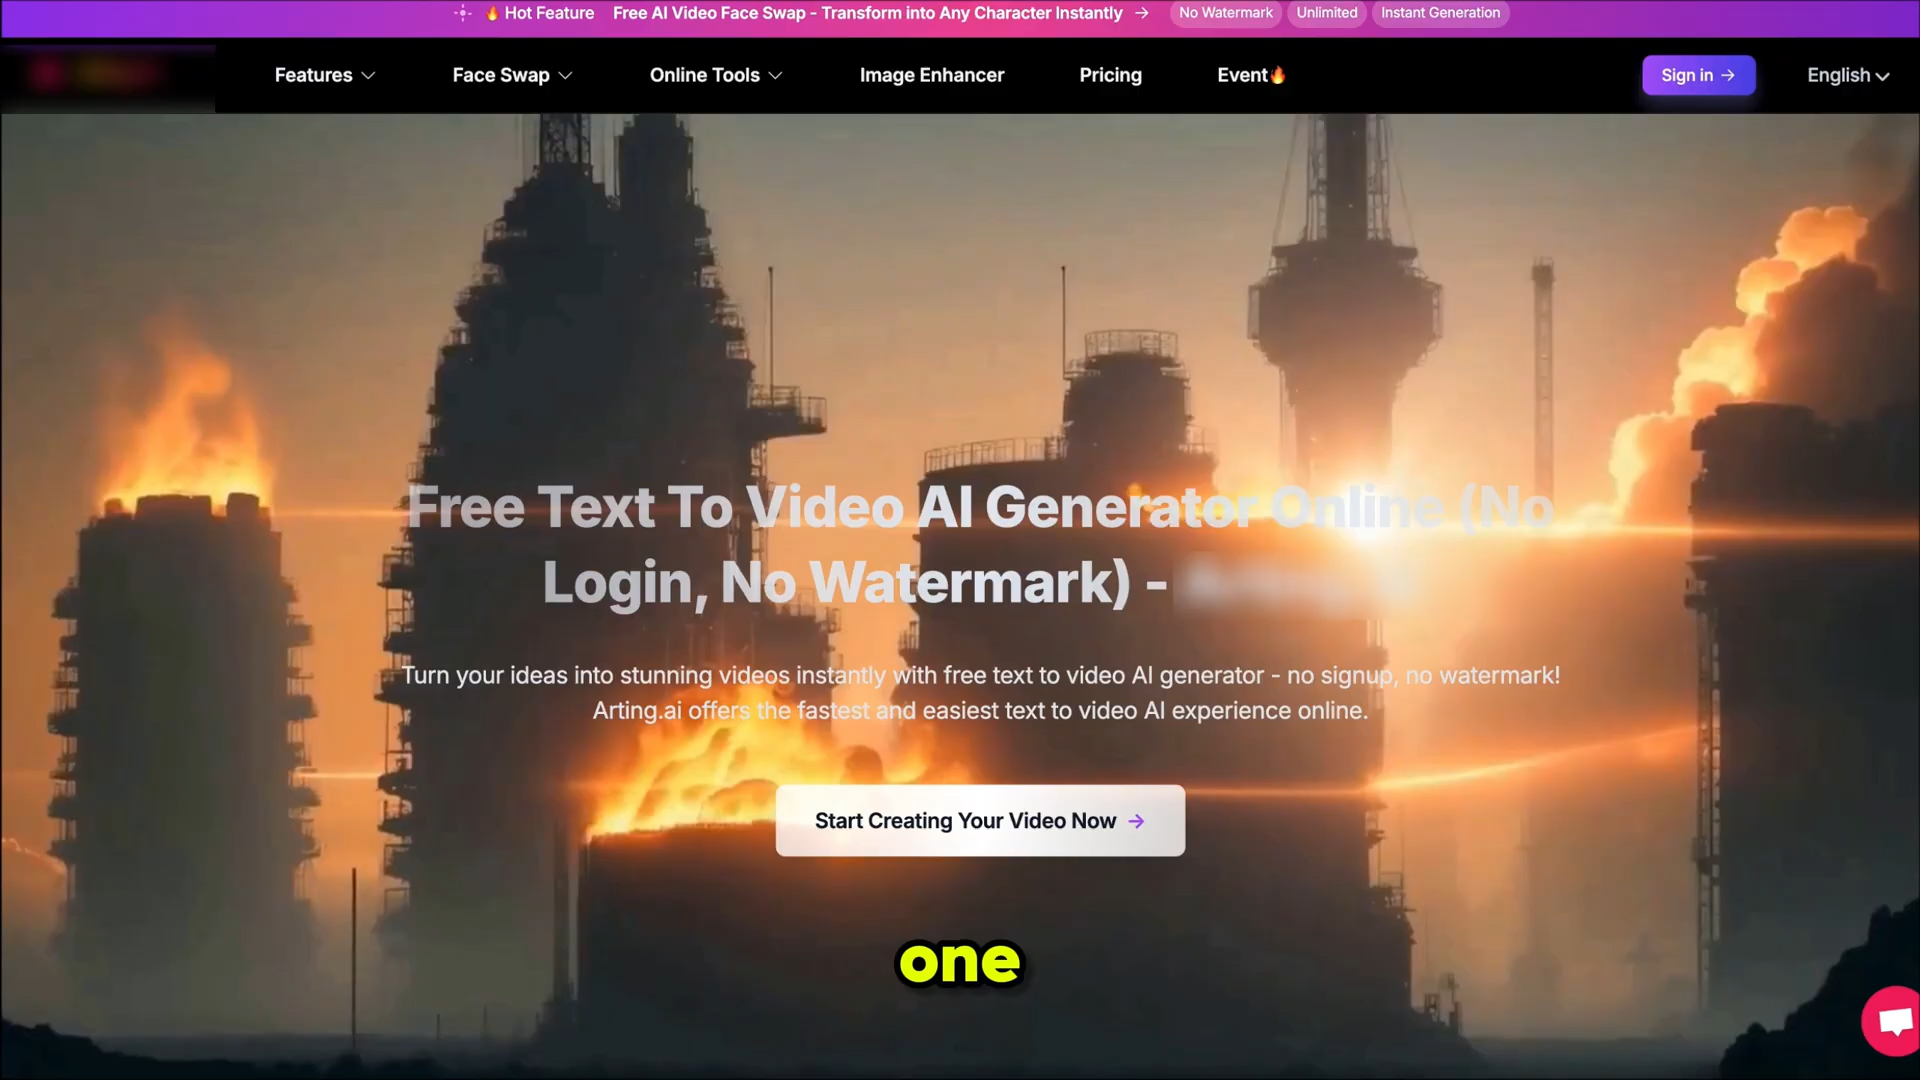 🔥 Hot Feature Free AI Video Face Swap - Transform into Any Character Instantly → No Watermark Unlimited Instant Generation
Features Face Swap Online Tools Image Enhancer Pricing Event🔥 Sign in → English
Free Text To Video AI Generator Online (No
Login, No Watermark) -
Turn your ideas into stunning videos instantly with free text to video AI generator - no signup, no watermark!
Arting.ai offers the fastest and easiest text to video AI experience online.
Start Creating Your Video Now →
one